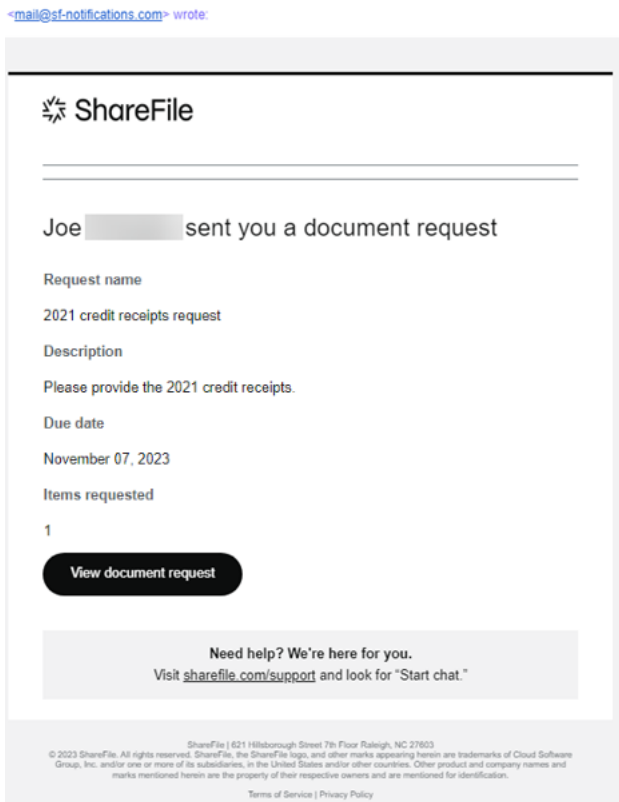 <mail@sf-notifications.com> wrote:
ShareFile
Joe sent you a document request
Request name
2021 credit receipts request
Description
Please provide the 2021 credit receipts.
Due date
November 07, 2023
Items requested
1
View document request
Need help? We're here for you.
Visit sharefile.com/support and look for “Start chat.”
ShareFile | 621 Hillsborough Street 7th Floor Raleigh, NC 27603
© 2023 ShareFile. All rights reserved. ShareFile, the ShareFile logo, and other marks appearing herein are trademarks of Cloud Software
Group, Inc. and/or one or more of its subsidiaries, in the United States and/or other countries. Other product and company names and
marks mentioned herein are the property of their respective owners and are mentioned for identification.
Terms of Service | Privacy Policy